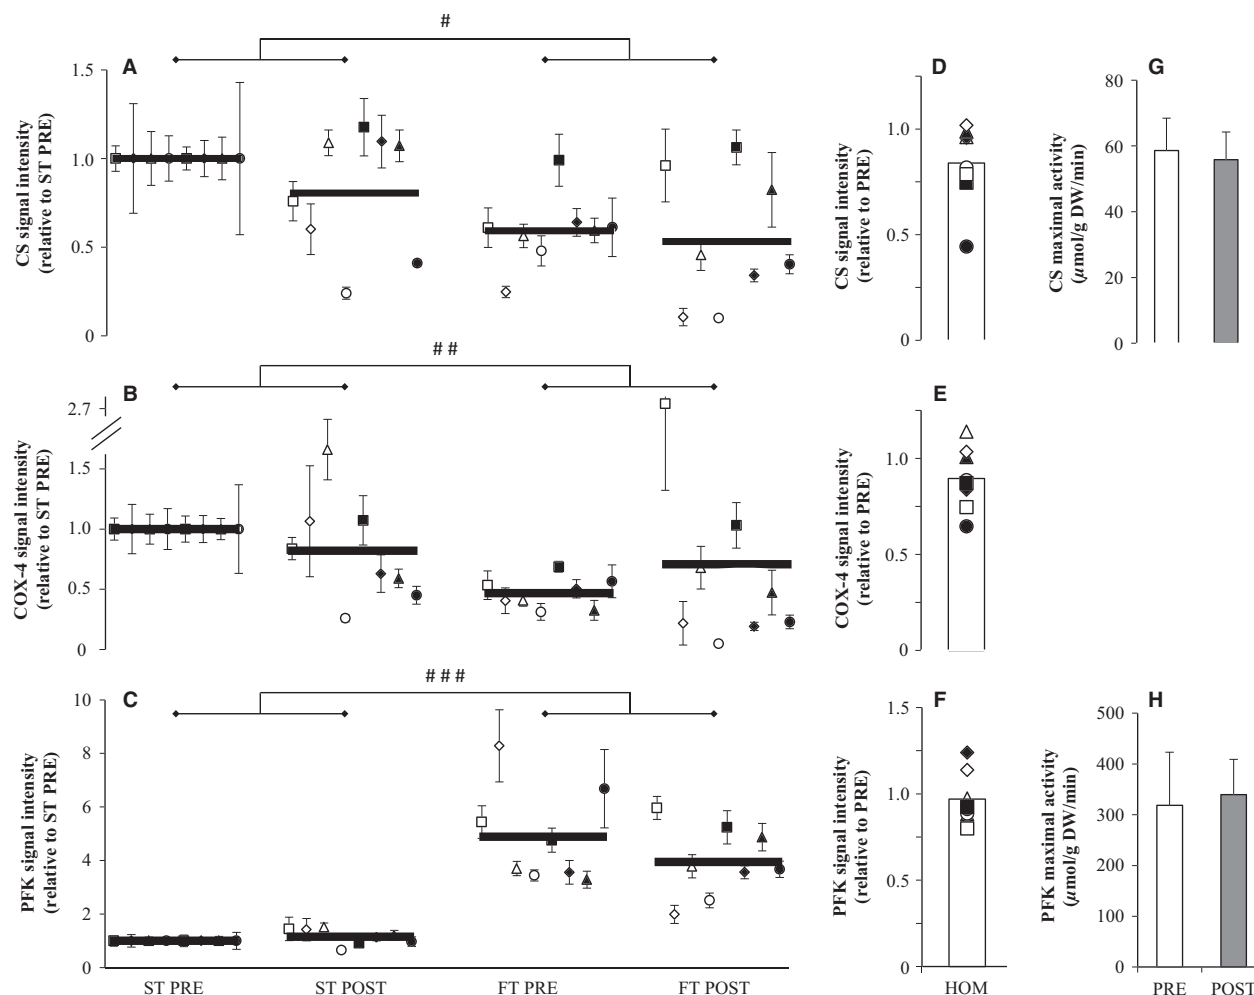 #
A
D
G
CS signal intensity
(relative to ST PRE)
1.5
1.0
0.5
0
CS signal intensity
(relative to PRE)
1.0
0.5
0
CS maximal activity
(µmol/g DW/min)
80
60
40
20
0
# #
B
E
COX-4 signal intensity
(relative to ST PRE)
2.7
1.5
1.0
0.5
0
COX-4 signal intensity
(relative to PRE)
1.0
0.5
0
# # #
C
F
H
PFK signal intensity
(relative to ST PRE)
10
8
6
4
2
0
ST PRE
ST POST
FT PRE
FT POST
PFK signal intensity
(relative to PRE)
1.5
1.0
0.5
0
HOM
PFK maximal activity
(µmol/g DW/min)
500
400
300
200
100
0
PRE
POST